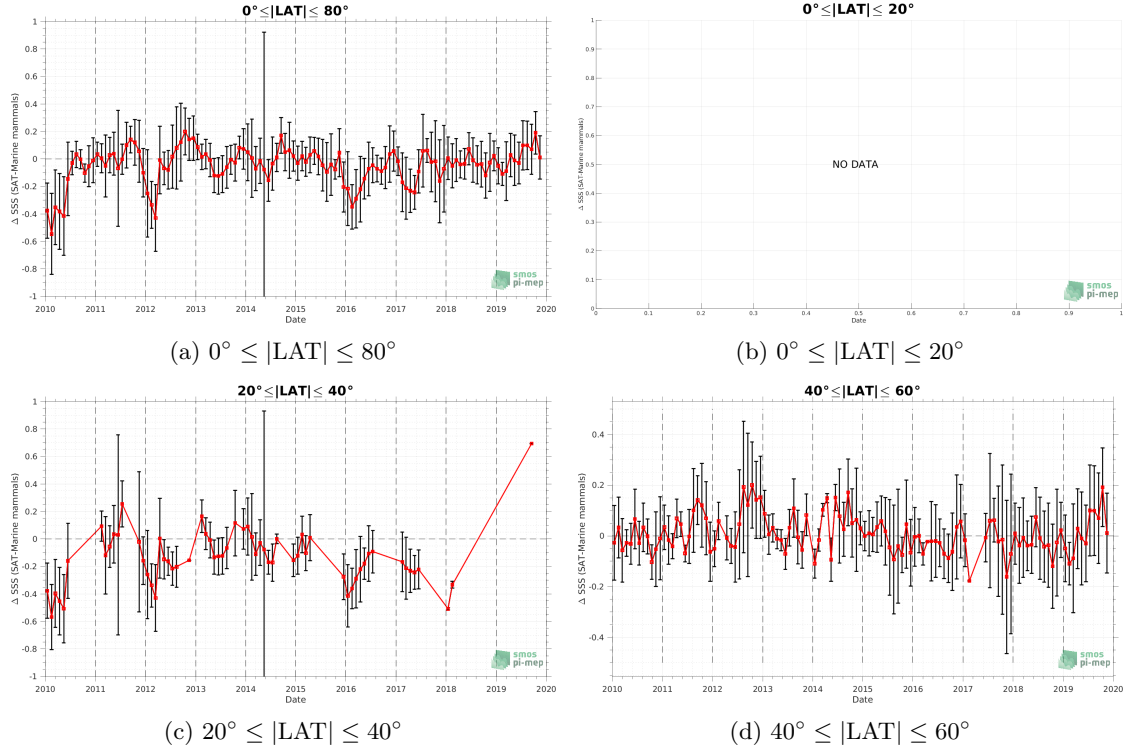 0°≤|LAT|≤ 80°
1
0.8
0.6
0.4
0.2
0
-0.2
-0.4
-0.6
-0.8
-1
Δ SSS (SAT-Marine mammals)
2010 2011 2012 2013 2014 2015 2016 2017 2018 2019 2020
Date
smos
pi-mep
(a) 0° ≤ |LAT| ≤ 80°
0°≤|LAT|≤ 20°
1
0.9
0.8
0.7
0.6
0.5
0.4
0.3
0.2
0.1
0
Δ SSS (SAT-Marine mammals)
NO DATA
0 0.1 0.2 0.3 0.4 0.5 0.6 0.7 0.8 0.9 1
Date
smos
pi-mep
(b) 0° ≤ |LAT| ≤ 20°
20°≤|LAT|≤ 40°
1
0.8
0.6
0.4
0.2
0
-0.2
-0.4
-0.6
-0.8
-1
Δ SSS (SAT-Marine mammals)
2010 2011 2012 2013 2014 2015 2016 2017 2018 2019 2020
Date
smos
pi-mep
(c) 20° ≤ |LAT| ≤ 40°
40°≤|LAT|≤ 60°
0.4
0.2
0
-0.2
-0.4
Δ SSS (SAT-Marine mammals)
2010 2011 2012 2013 2014 2015 2016 2017 2018 2019 2020
Date
smos
pi-mep
(d) 40° ≤ |LAT| ≤ 60°